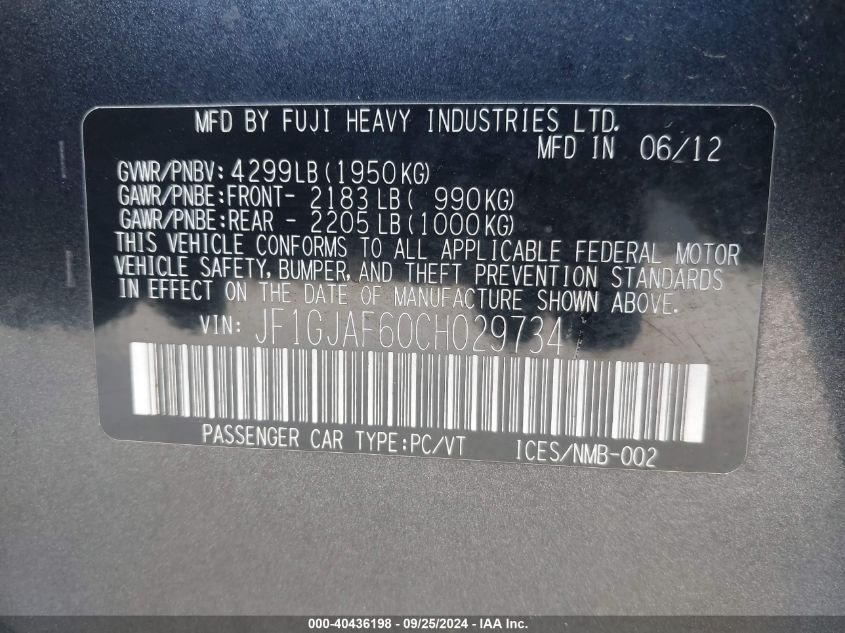 MFD BY FUJI HEAVY INDUSTRIES LTD.
MFD IN 06/12
GVWR/PNBV: 4299LB(1950KG)
GAWR/PNBE:FRONT- 2183LB( 990KG)
GAWR/PNBE:REAR - 2205LB(1000KG)
THIS VEHICLE CONFORMS TO ALL APPLICABLE FEDERAL MOTOR
VEHICLE SAFETY, BUMPER, AND THEFT PREVENTION STANDARDS
IN EFFECT ON THE DATE OF MANUFACTURE SHOWN ABOVE.
VIN: JF1GJAF60CH029734
PASSENGER CAR TYPE:PC/VT ICES/NMB-002
000-40436198 - 09/25/2024 - IAA Inc.